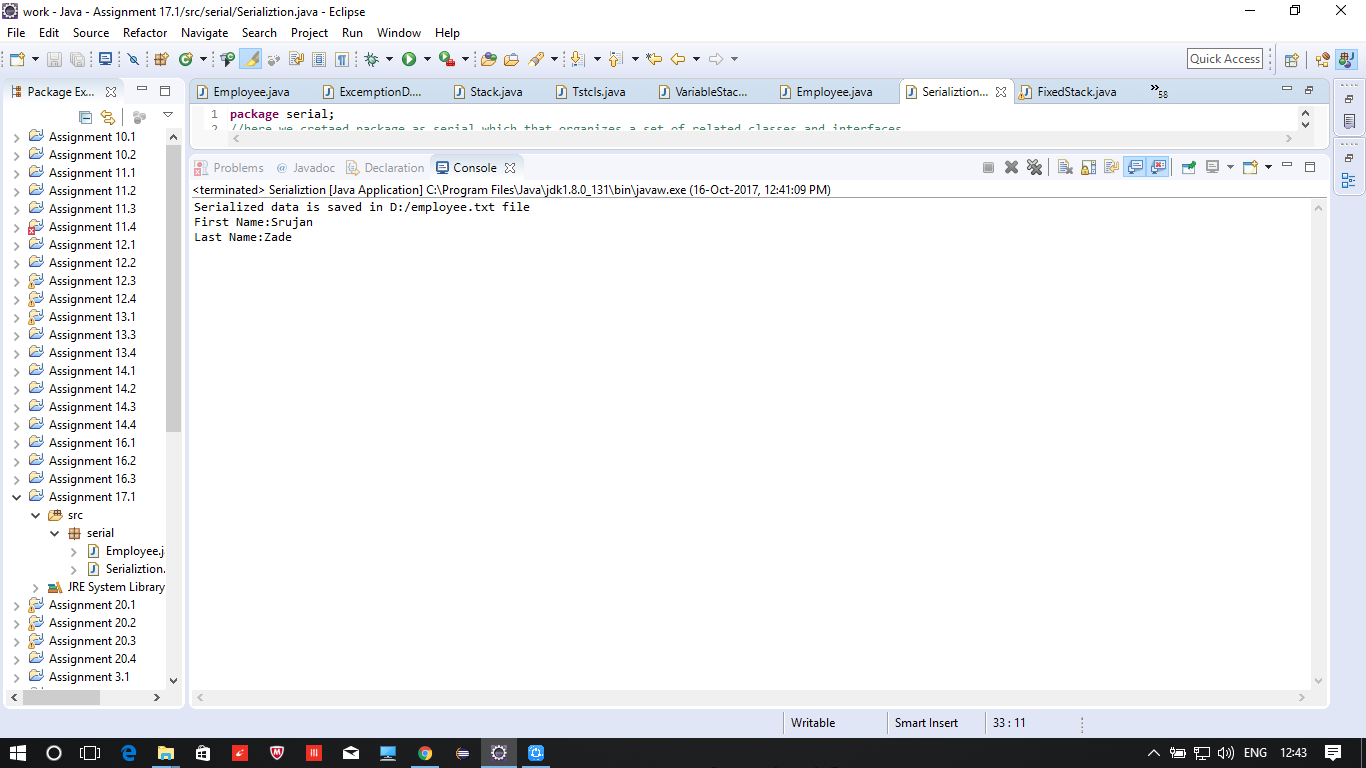 work - Java - Assignment 17.1/src/serial/Serializtion.java - Eclipse
File Edit Source Refactor Navigate Search Project Run Window Help
Quick Access
Package Ex...
Employee.java ExcemptionD.... Stack.java Tstcls.java VariableStac... Employee.java Serializtion... FixedStack.java »58
1 package serial;
2 //here we cretaed package as serial which that organizes a set of related classes and interfaces
Problems @ Javadoc Declaration Console
<terminated> Serializtion [Java Application] C:\Program Files\Java\jdk1.8.0_131\bin\javaw.exe (16-Oct-2017, 12:41:09 PM)
Serialized data is saved in D:/employee.txt file
First Name:Srujan
Last Name:Zade
Assignment 10.1
Assignment 10.2
Assignment 11.1
Assignment 11.2
Assignment 11.3
Assignment 11.4
Assignment 12.1
Assignment 12.2
Assignment 12.3
Assignment 12.4
Assignment 13.1
Assignment 13.3
Assignment 13.4
Assignment 14.1
Assignment 14.2
Assignment 14.3
Assignment 14.4
Assignment 16.1
Assignment 16.2
Assignment 16.3
Assignment 17.1
src
serial
Employee.j
Serializtion.
JRE System Library
Assignment 20.1
Assignment 20.2
Assignment 20.3
Assignment 20.4
Assignment 3.1
Writable Smart Insert 33 : 11
ENG 12:43